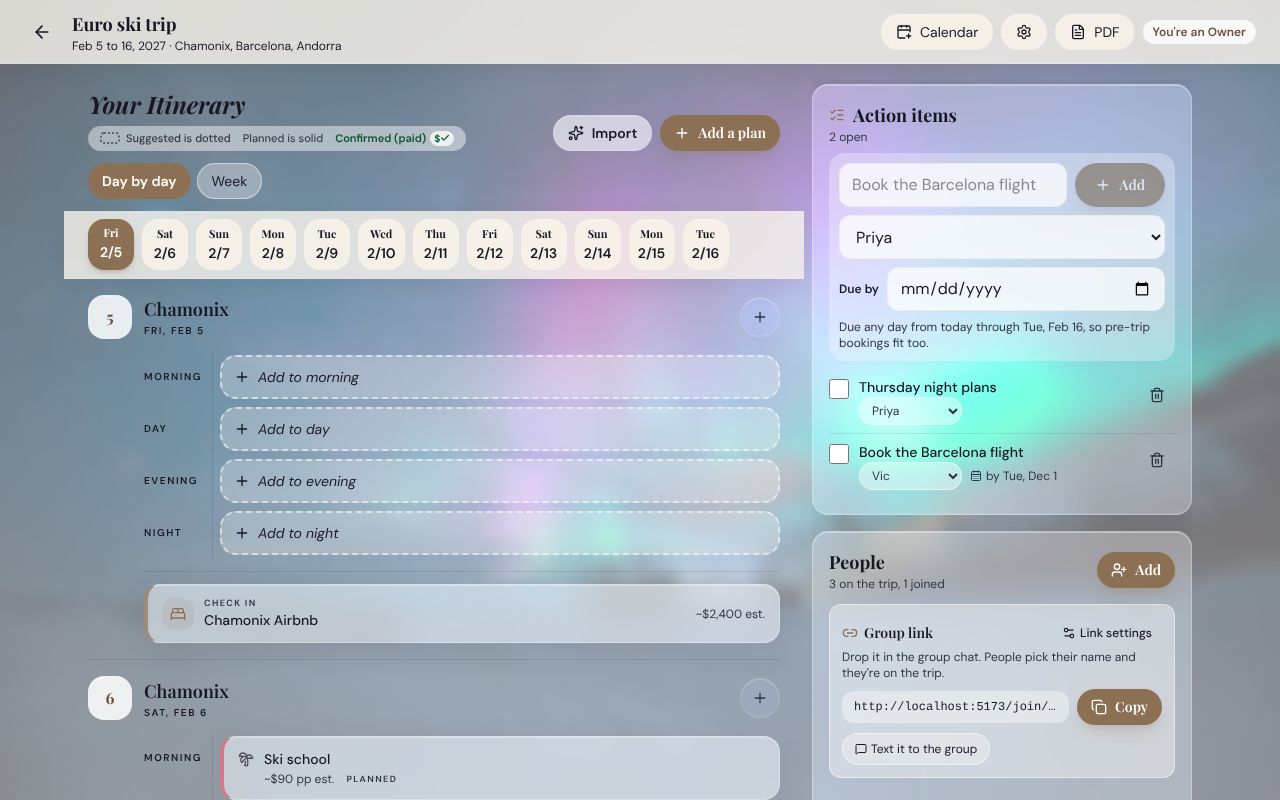 Euro ski trip
Feb 5 to 16, 2027 · Chamonix, Barcelona, Andorra
Calendar
PDF
You're an Owner
Your Itinerary
Suggested is dotted Planned is solid Confirmed (paid) $✓
Import
+ Add a plan
Day by day
Week
Fri 2/5
Sat 2/6
Sun 2/7
Mon 2/8
Tue 2/9
Wed 2/10
Thu 2/11
Fri 2/12
Sat 2/13
Sun 2/14
Mon 2/15
Tue 2/16
5
Chamonix
FRI, FEB 5
+
MORNING
+ Add to morning
DAY
+ Add to day
EVENING
+ Add to evening
NIGHT
+ Add to night
CHECK IN
Chamonix Airbnb
~$2,400 est.
6
Chamonix
SAT, FEB 6
+
MORNING
Ski school
~$90 pp est. PLANNED
Action items
2 open
Book the Barcelona flight
+ Add
Priya
Due by
mm/dd/yyyy
Due any day from today through Tue, Feb 16, so pre-trip
bookings fit too.
Thursday night plans
Priya
Book the Barcelona flight
Vic
by Tue, Dec 1
People
3 on the trip, 1 joined
Add
Group link
Link settings
Drop it in the group chat. People pick their name and
they're on the trip.
http://localhost:5173/join/…
Copy
Text it to the group